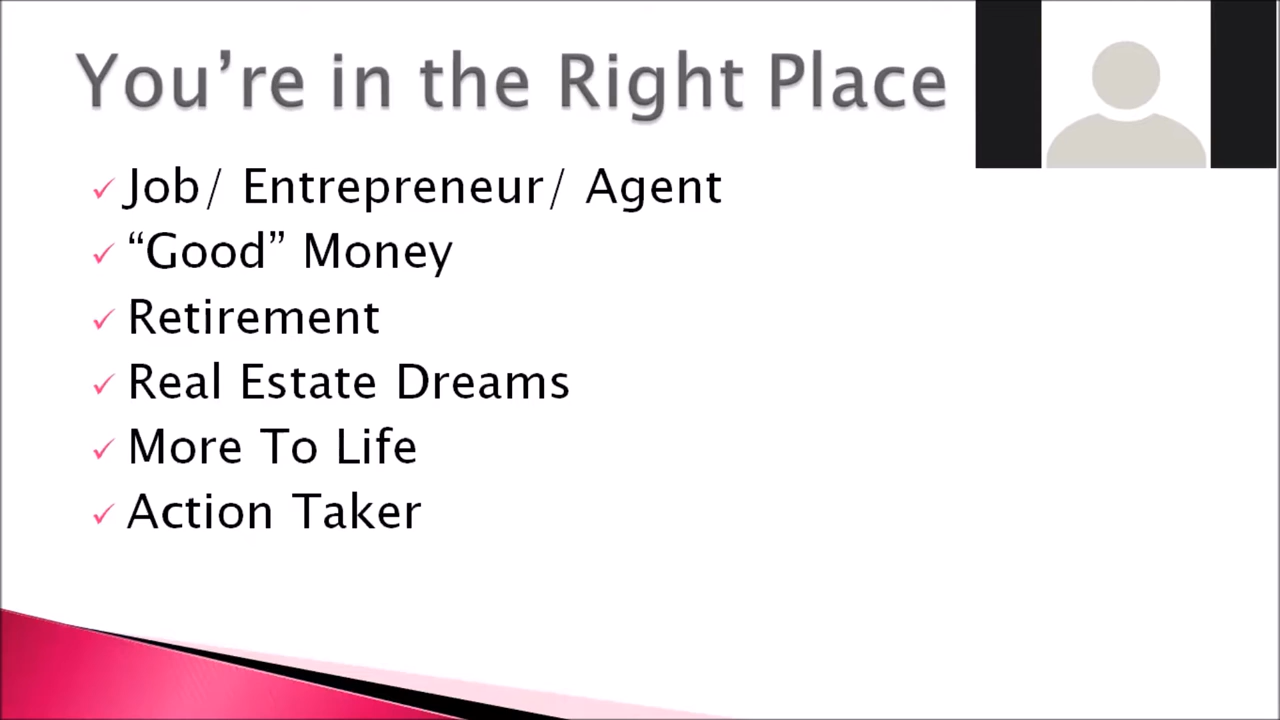 You’re in the Right Place
Job/ Entrepreneur/ Agent
“Good” Money
Retirement
Real Estate Dreams
More To Life
Action Taker